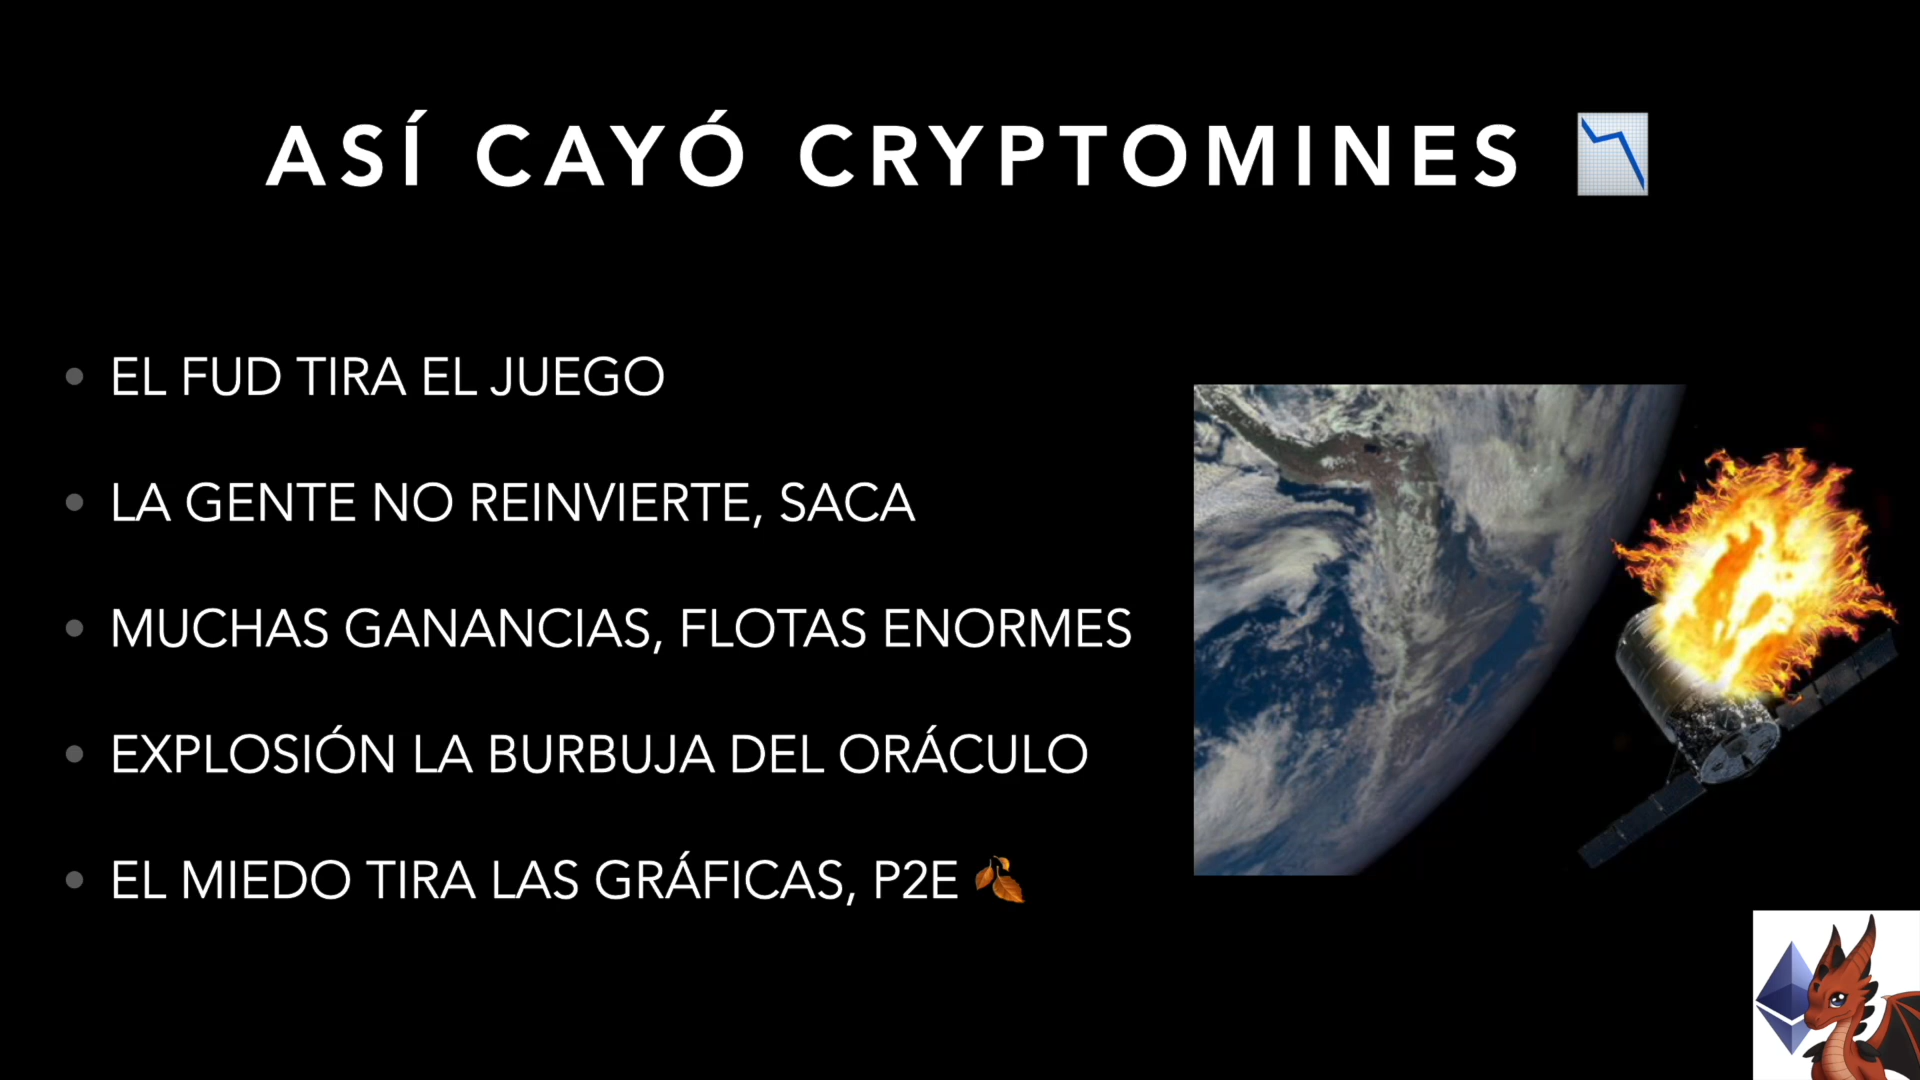 ASÍ CAYÓ CRYPTOMINES 📉
EL FUD TIRA EL JUEGO
LA GENTE NO REINVIERTE, SACA
MUCHAS GANANCIAS, FLOTAS ENORMES
EXPLOSIÓN LA BURBUJA DEL ORÁCULO
EL MIEDO TIRA LAS GRÁFICAS, P2E 🍂